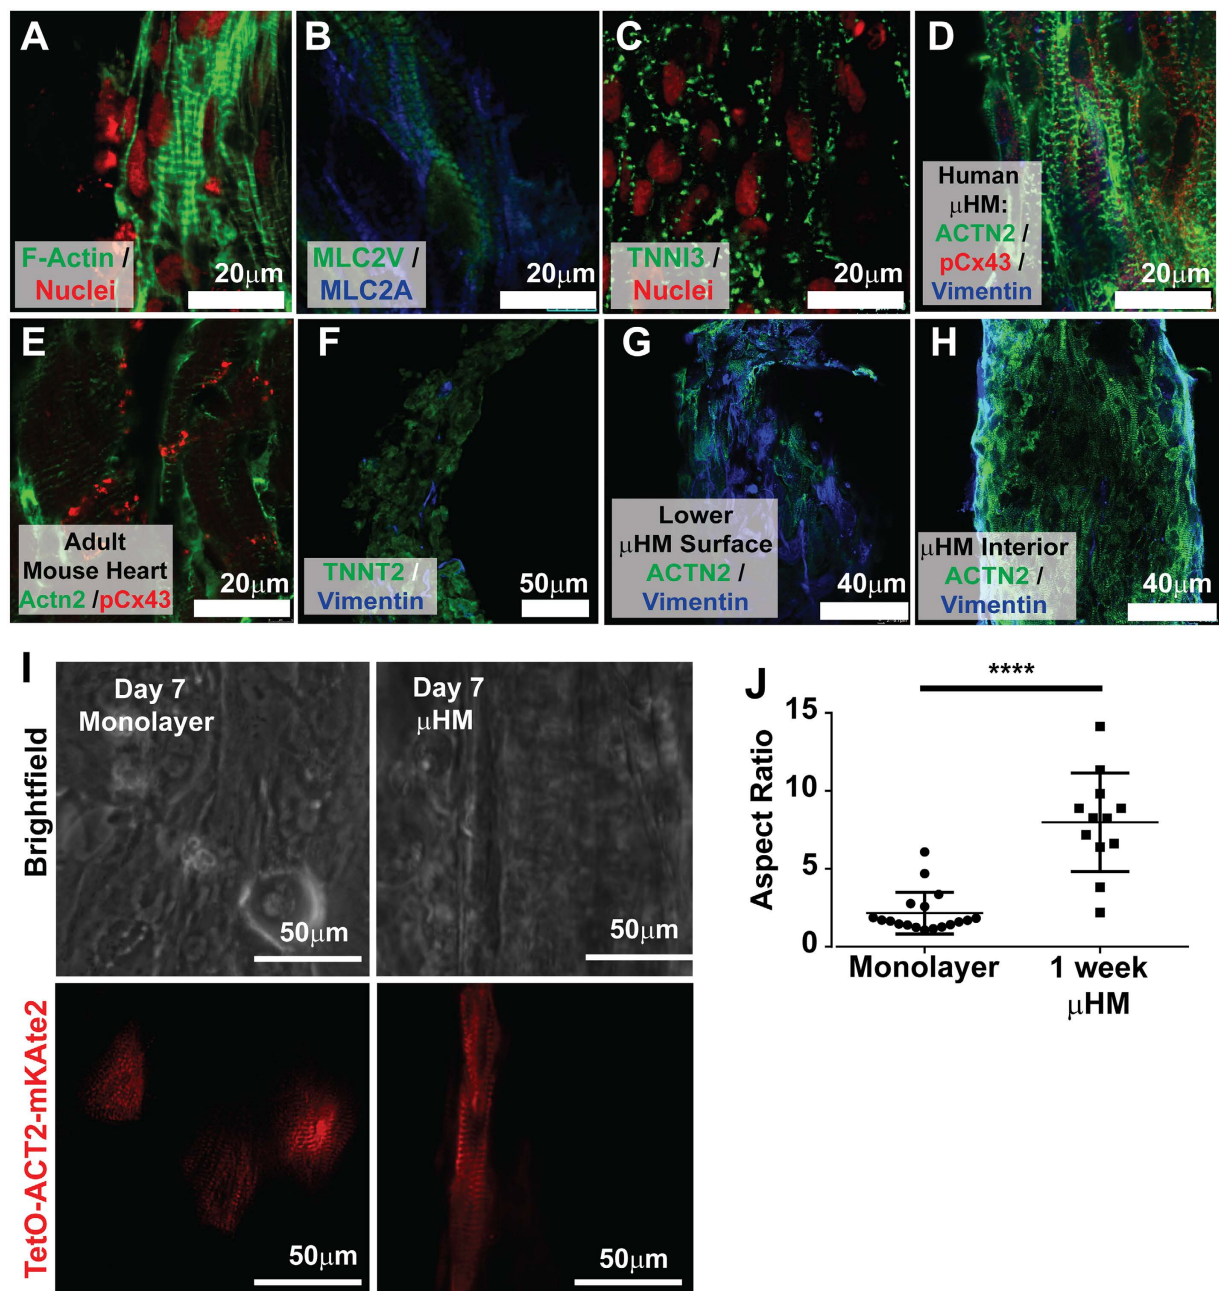 A
F-Actin /
Nuclei
20μm
B
MLC2V /
MLC2A
20μm
C
TNNI3 /
Nuclei
20μm
D
Human
μHM:
ACTN2 /
pCx43 /
Vimentin
20μm
E
Adult
Mouse Heart
Actn2 /pCx43
20μm
F
TNNT2 /
Vimentin
50μm
G
Lower
μHM Surface
ACTN2 /
Vimentin
40μm
H
μHM Interior
ACTN2 /
Vimentin
40μm
I
Brightfield
Day 7
Monolayer
50μm
Day 7
μHM
50μm
TetO-ACT2-mKAte2
50μm
50μm
J
****
Aspect Ratio
15
10
5
0
Monolayer
1 week
μHM